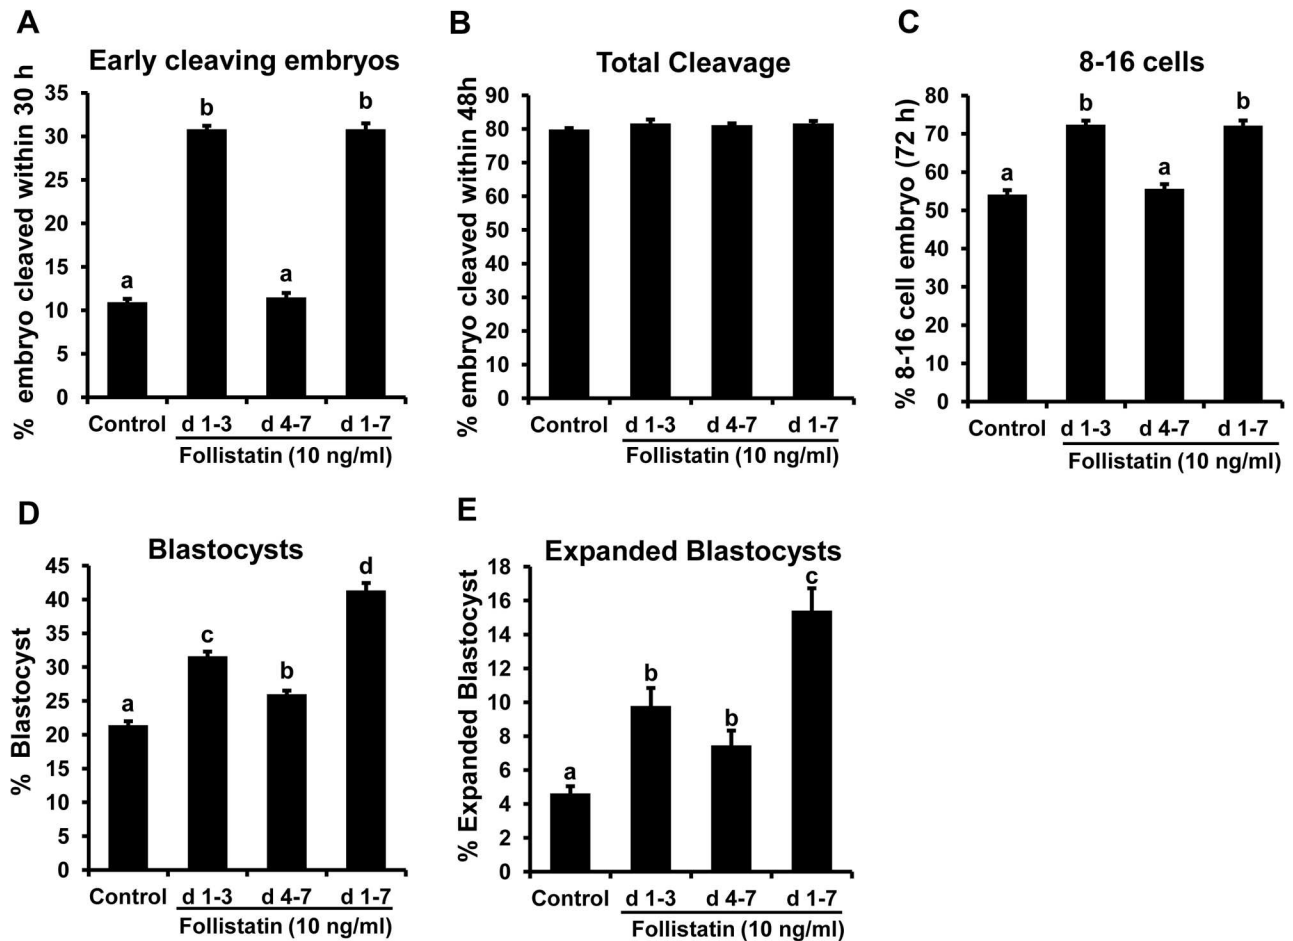 A
Early cleaving embryos
% embryo cleaved within 30 h
35
30
25
20
15
10
5
0
a
b
a
b
Control
d 1-3
d 4-7
d 1-7
Follistatin (10 ng/ml)
B
Total Cleavage
% embryo cleaved within 48h
90
80
70
60
50
40
30
20
10
0
Control
d 1-3
d 4-7
d 1-7
Follistatin (10 ng/ml)
C
8-16 cells
% 8-16 cell embryo (72 h)
80
70
60
50
40
30
20
10
0
a
b
a
b
Control
d 1-3
d 4-7
d 1-7
Follistatin (10 ng/ml)
D
Blastocysts
% Blastocyst
45
40
35
30
25
20
15
10
5
0
a
c
b
d
Control
d 1-3
d 4-7
d 1-7
Follistatin (10 ng/ml)
E
Expanded Blastocysts
% Expanded Blastocyst
18
16
14
12
10
8
6
4
2
0
a
b
b
c
Control
d 1-3
d 4-7
d 1-7
Follistatin (10 ng/ml)